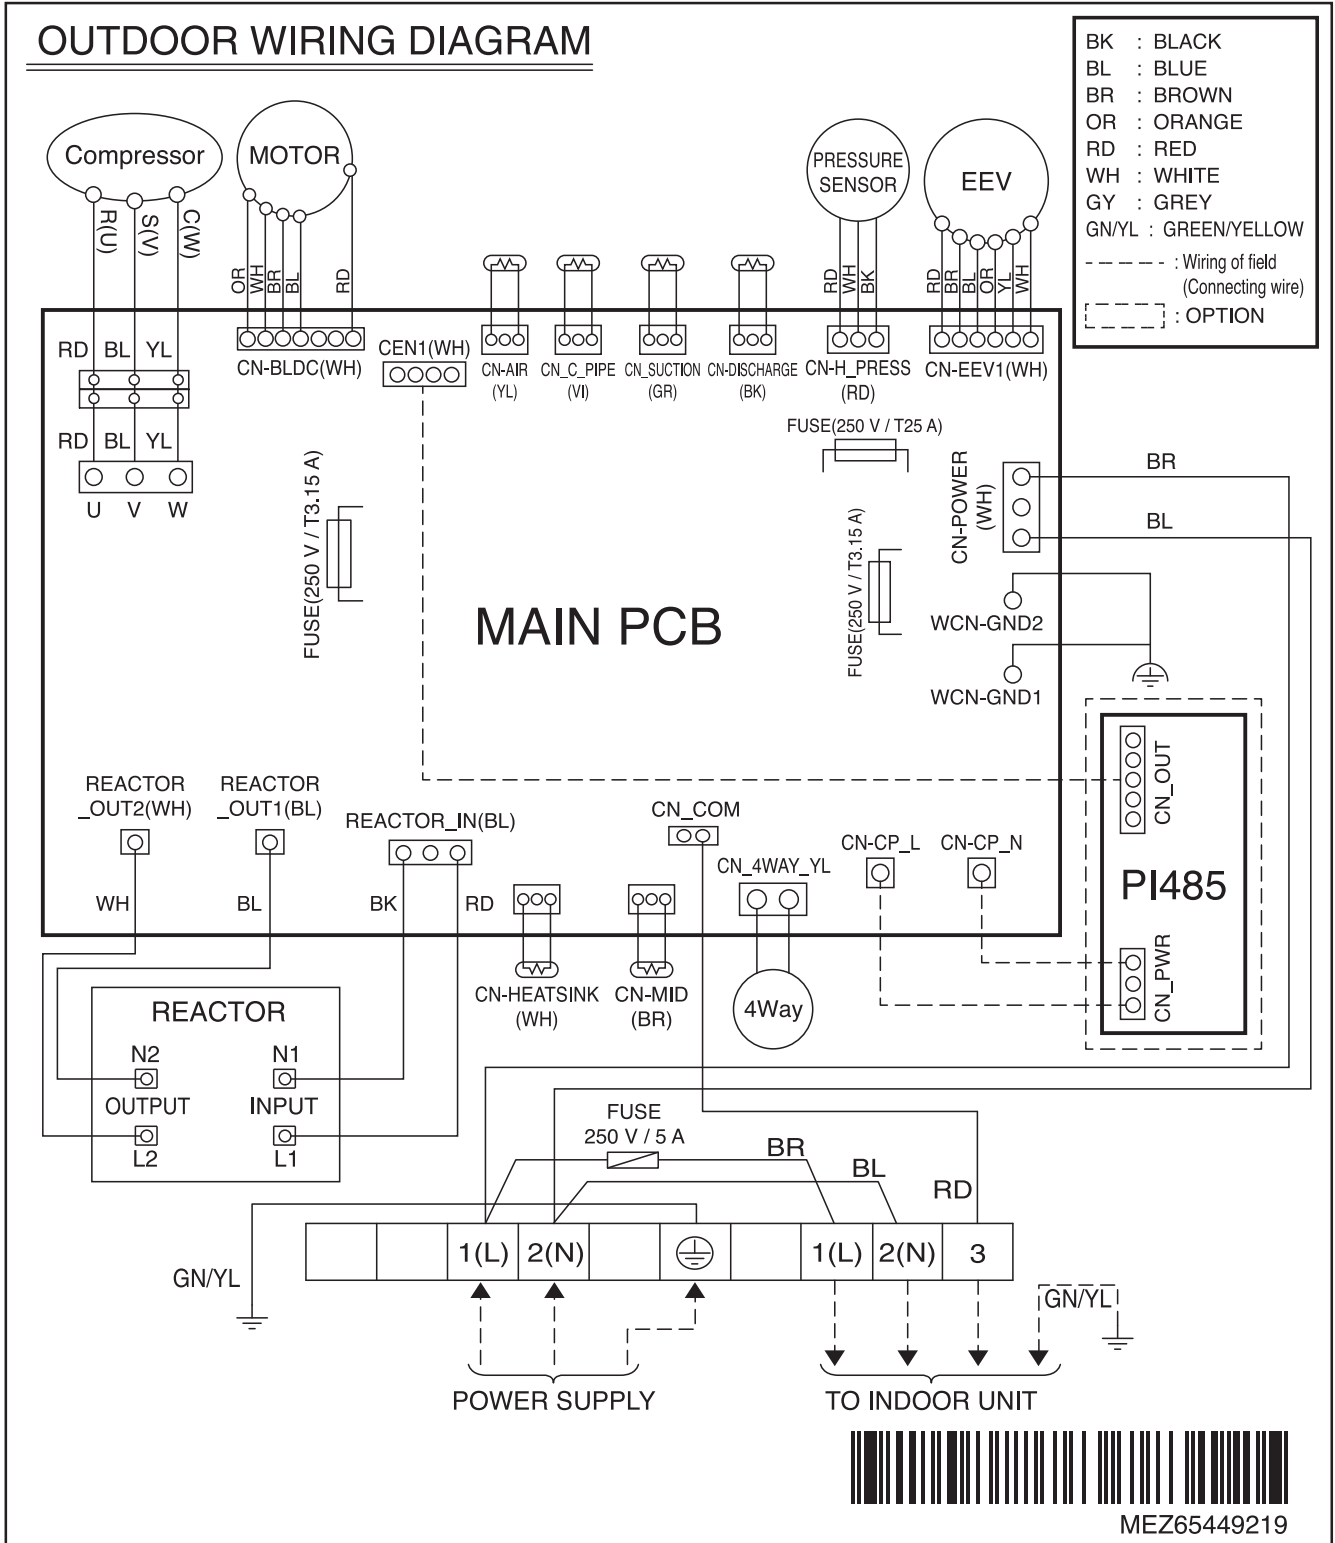 OUTDOOR WIRING DIAGRAM
BK : BLACK
BL : BLUE
BR : BROWN
OR : ORANGE
RD : RED
WH : WHITE
GY : GREY
GN/YL : GREEN/YELLOW
: Wiring of field
(Connecting wire)
: OPTION
Compressor
MOTOR
PRESSURE
SENSOR
EEV
R(U)
S(V)
C(W)
OR
WH
BR
BL
RD
RD
WH
BK
RD
BR
BL
OR
YL
WH
RD BL YL
CN-BLDC(WH)
CEN1(WH)
CN-AIR
(YL)
CN_C_PIPE
(VI)
CN_SUCTION
(GR)
CN-DISCHARGE
(BK)
CN-H_PRESS
(RD)
CN-EEV1(WH)
RD BL YL
U V W
FUSE(250 V / T3.15 A)
FUSE(250 V / T25 A)
FUSE(250 V / T3.15 A)
CN-POWER
(WH)
BR
BL
MAIN PCB
WCN-GND2
WCN-GND1
REACTOR
_OUT2(WH)
REACTOR
_OUT1(BL)
REACTOR_IN(BL)
CN_COM
CN_4WAY_YL
CN-CP_L
CN-CP_N
CN_OUT
PI485
CN_PWR
WH
BL
BK
RD
CN-HEATSINK
(WH)
CN-MID
(BR)
4Way
REACTOR
N2 N1
OUTPUT INPUT
L2 L1
FUSE
250 V / 5 A
BR
BL
RD
1(L) 2(N) 1(L) 2(N) 3
GN/YL
GN/YL
POWER SUPPLY
TO INDOOR UNIT
MEZ65449219